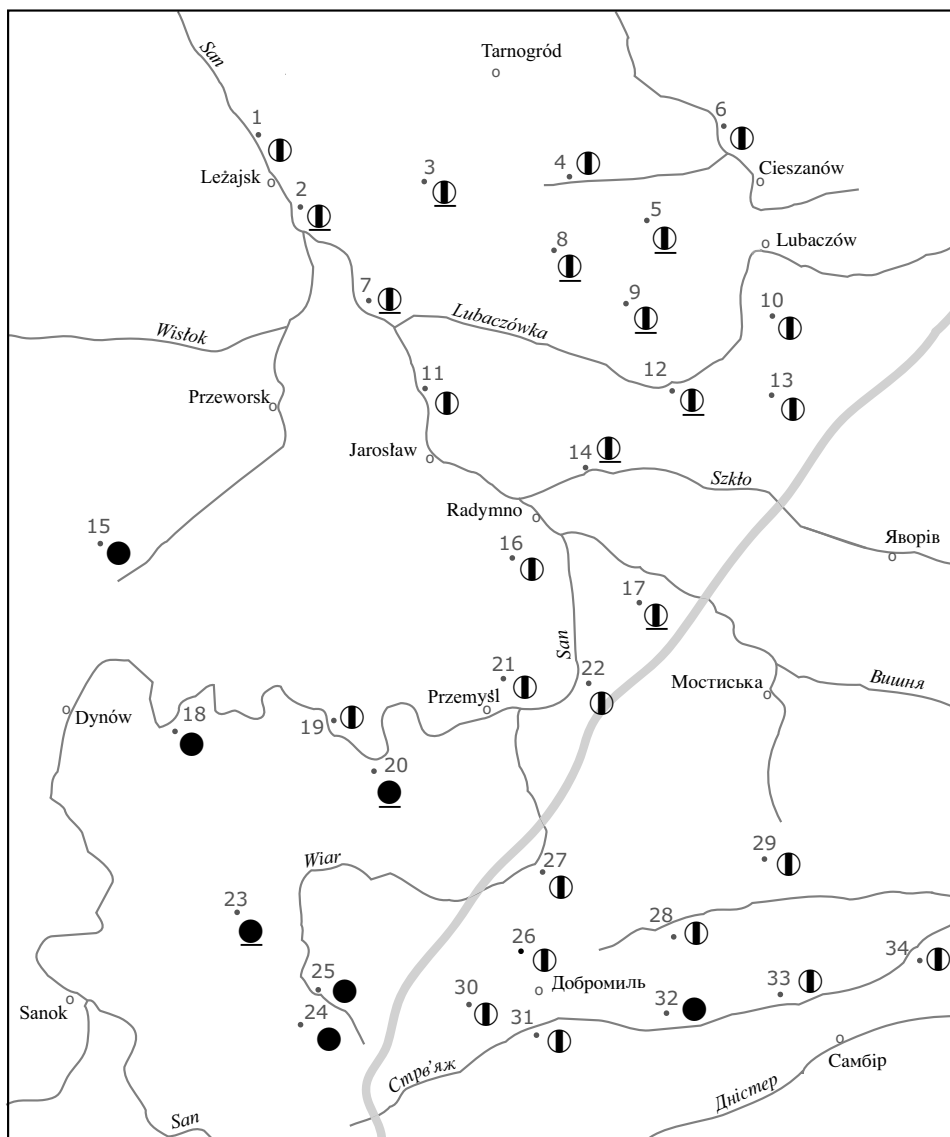 San
Tarnogród
6
1
Cieszanów
4
3
Leżajsk
2
5
Lubaczów
8
7
9
10
Lubaczówka
Wisłok
11
12
13
Przeworsk
Jarosław
14
Szkło
Radymno
15
Яворів
16
17
San
21
22
Przemyśl
Мостиська
Вишня
Dynów
18
19
20
Wiar
27
29
23
28
26
34
25
Добромиль
33
Sanok
24
30
31
32
Самбір
Стрв'яж
Дністер
San